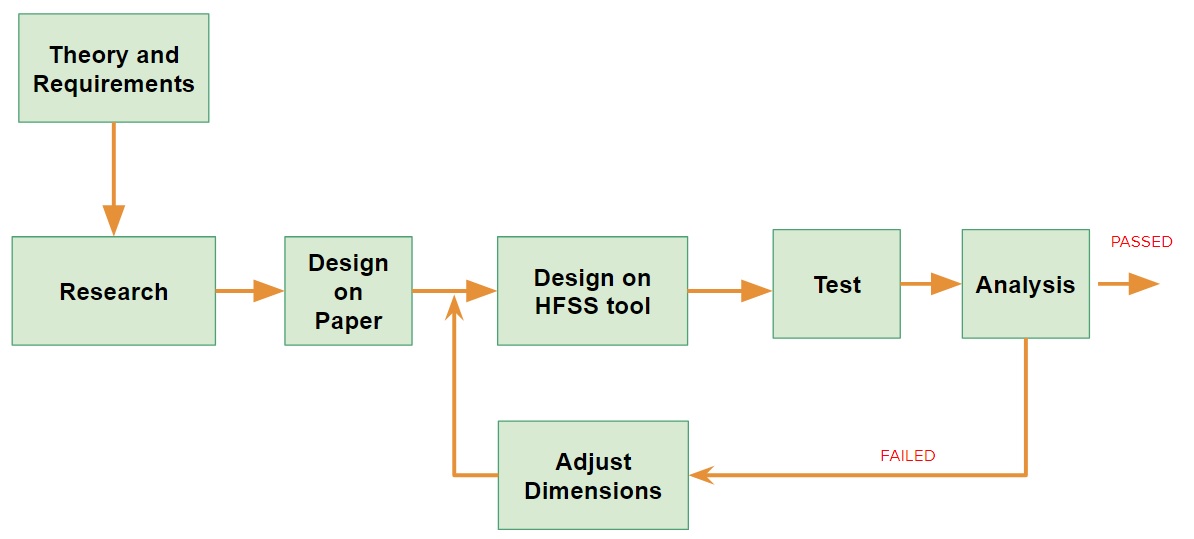 Theory and
Requirements
Research
Design
on
Paper
Design on
HFSS tool
Test
Analysis
PASSED
FAILED
Adjust
Dimensions